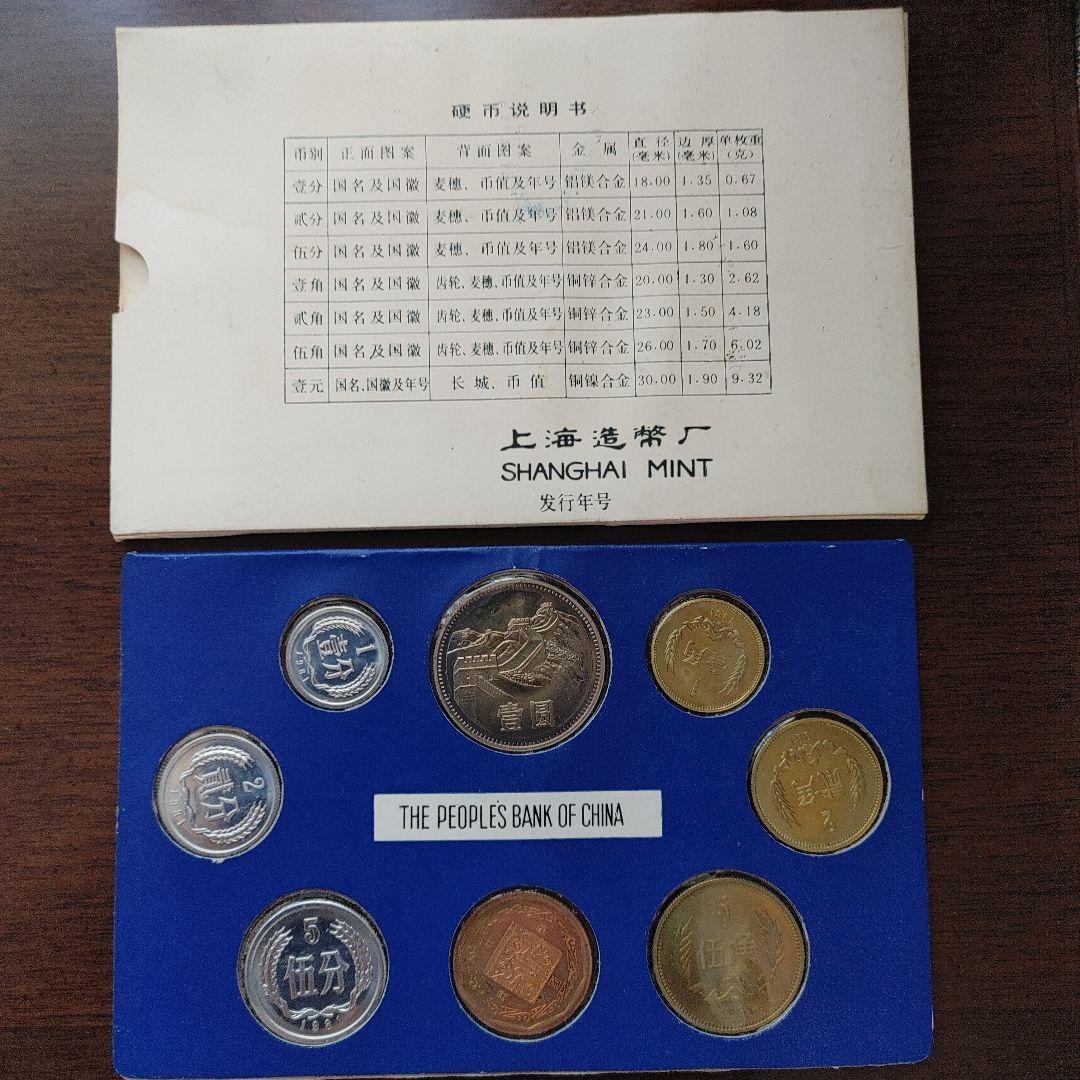 硬币说明书
币别 正面图案 背面图案 金属 直径(毫米) 边厚(毫米) 单枚重(克)
壹分 国名及国徽 麦穗、币值及年号 铝镁合金 18.00 1.35 0.67
贰分 国名及国徽 麦穗、币值及年号 铝镁合金 21.00 1.60 1.08
伍分 国名及国徽 麦穗、币值及年号 铝镁合金 24.00 1.80 1.60
壹角 国名及国徽 齿轮、麦穗、币值及年号 铜锌合金 20.00 1.30 2.62
贰角 国名及国徽 齿轮、麦穗、币值及年号 铜锌合金 23.00 1.50 4.18
伍角 国名及国徽 齿轮、麦穗、币值及年号 铜锌合金 26.00 1.70 6.02
壹元 国名、国徽及年号 长城、币值 铜镍合金 30.00 1.90 9.32
上海造幣厂
SHANGHAI MINT
发行年号
1
壹分
1981
壹圆
壹角
1
2
贰分
贰角
2
THE PEOPLE'S BANK OF CHINA
5
伍分
1981
5
伍角